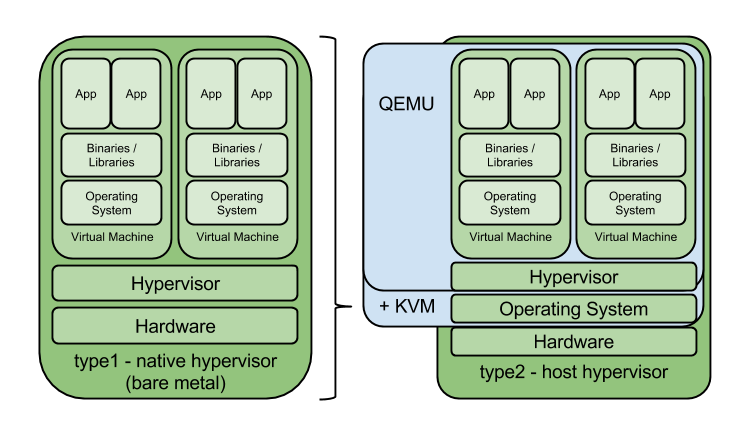 App App App App
Binaries /
Libraries
Binaries /
Libraries
Operating
System
Operating
System
Virtual Machine
Virtual Machine
Hypervisor
Hardware
type1 - native hypervisor
(bare metal)
QEMU
App App App App
Binaries /
Libraries
Binaries /
Libraries
Operating
System
Operating
System
Virtual Machine
Virtual Machine
Hypervisor
+ KVM
Operating System
Hardware
type2 - host hypervisor